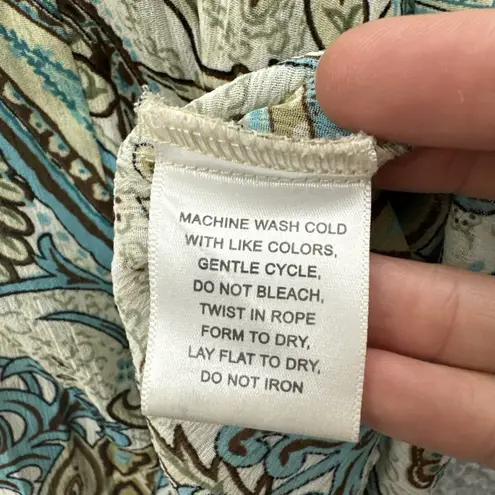 MACHINE WASH COLD
WITH LIKE COLORS,
GENTLE CYCLE,
DO NOT BLEACH,
TWIST IN ROPE
FORM TO DRY,
LAY FLAT TO DRY,
DO NOT IRON